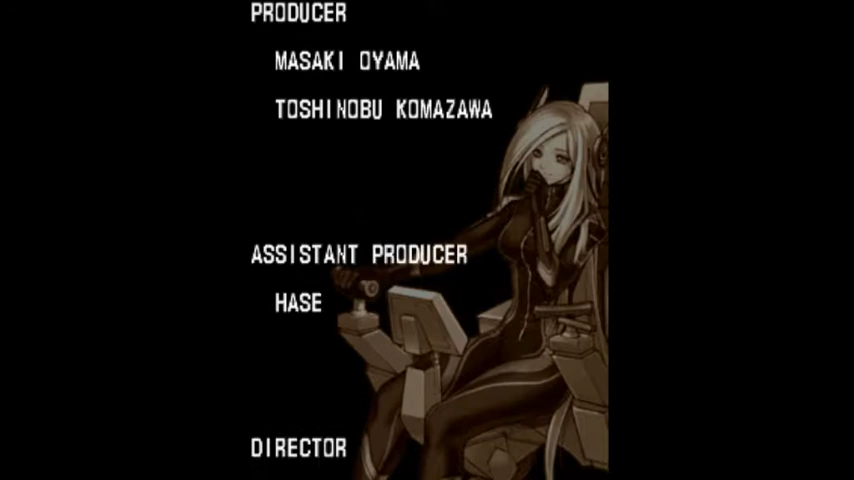 PRODUCER
MASAKI OYAMA
TOSHINOBU KOMAZAWA
ASSISTANT PRODUCER
HASE
DIRECTOR